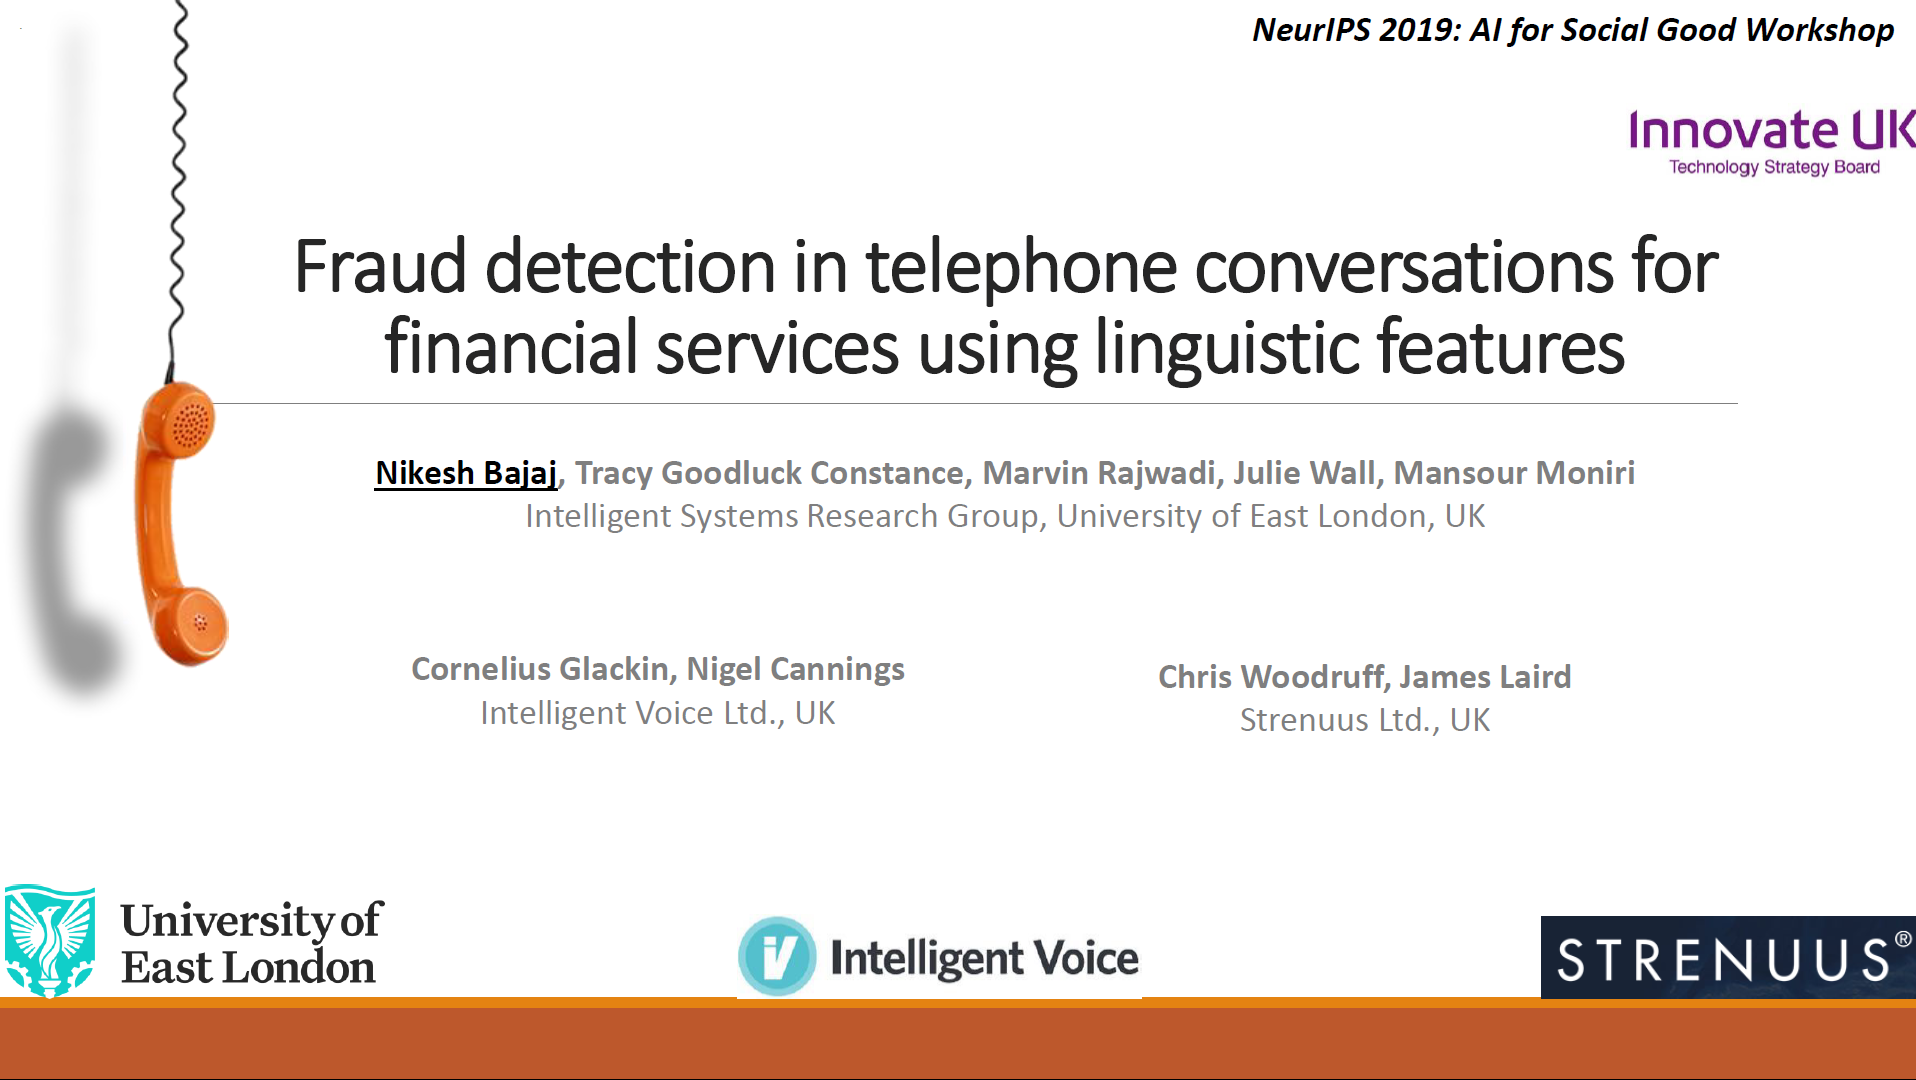 NeurIPS 2019: AI for Social Good Workshop
Innovate UK
Technology Strategy Board
Fraud detection in telephone conversations for
financial services using linguistic features
Nikesh Bajaj, Tracy Goodluck Constance, Marvin Rajwadi, Julie Wall, Mansour Moniri
Intelligent Systems Research Group, University of East London, UK
Cornelius Glackin, Nigel Cannings
Intelligent Voice Ltd., UK
Chris Woodruff, James Laird
Strenuus Ltd., UK
University of
East London
iv Intelligent Voice
STRENUUS®